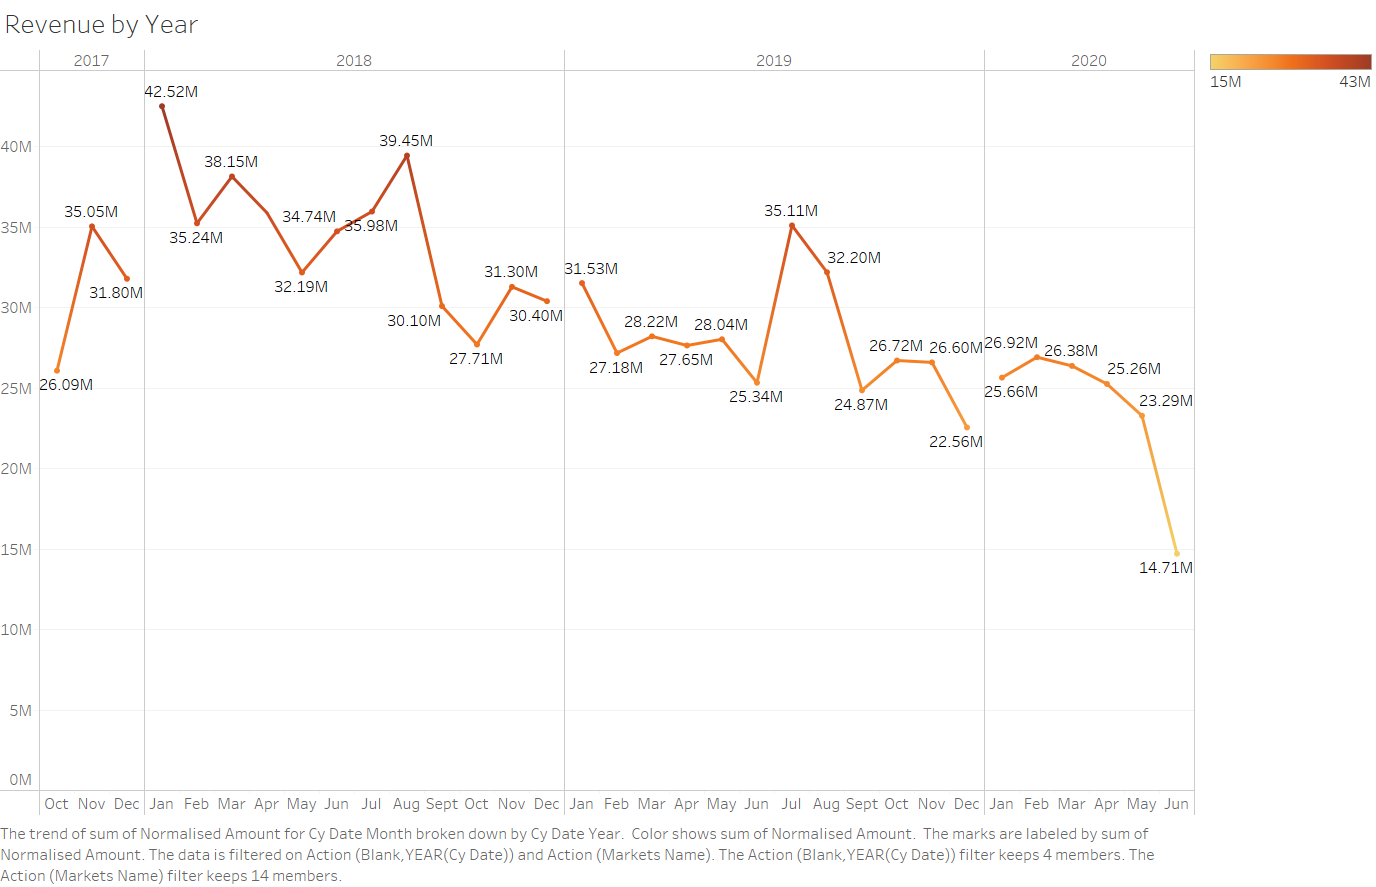 Revenue by Year
2017 2018 2019 2020
15M 43M
42.52M
39.45M
40M
38.15M
35.05M
35.11M
34.74M
35.98M
35M
35.24M
32.20M
31.53M
31.30M
32.19M
31.80M
30M
30.40M
30.10M
28.22M
28.04M
27.71M
27.65M
27.18M
26.72M
26.60M
26.92M
26.38M
25.26M
26.09M
25M
25.34M
25.66M
24.87M
23.29M
22.56M
20M
15M
14.71M
10M
5M
0M
Oct Nov Dec Jan Feb Mar Apr May Jun Jul Aug Sept Oct Nov Dec Jan Feb Mar Apr May Jun Jul Aug Sept Oct Nov Dec Jan Feb Mar Apr May Jun
The trend of sum of Normalised Amount for Cy Date Month broken down by Cy Date Year. Color shows sum of Normalised Amount. The marks are labeled by sum of
Normalised Amount. The data is filtered on Action (Blank,YEAR(Cy Date)) and Action (Markets Name). The Action (Blank,YEAR(Cy Date)) filter keeps 4 members. The
Action (Markets Name) filter keeps 14 members.